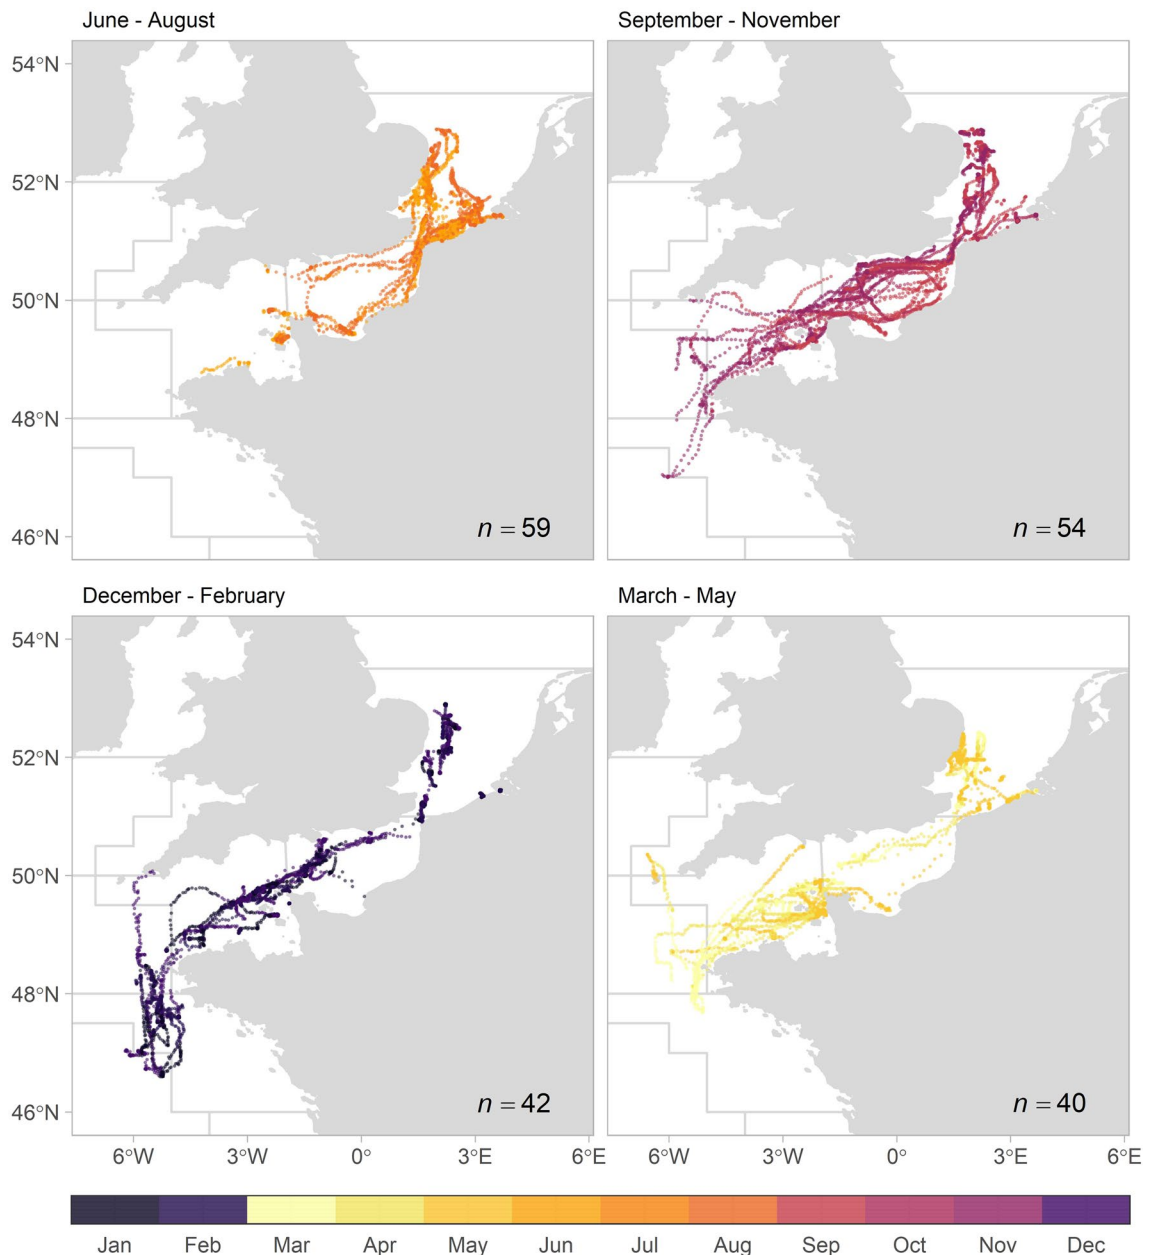 June - August
September - November
54°N
52°N
50°N
48°N
46°N
n = 59
n = 54
December - February
March - May
54°N
52°N
50°N
48°N
46°N
n = 42
n = 40
6°W 3°W 0° 3°E 6°E
6°W 3°W 0° 3°E 6°E
Jan Feb Mar Apr May Jun Jul Aug Sep Oct Nov Dec